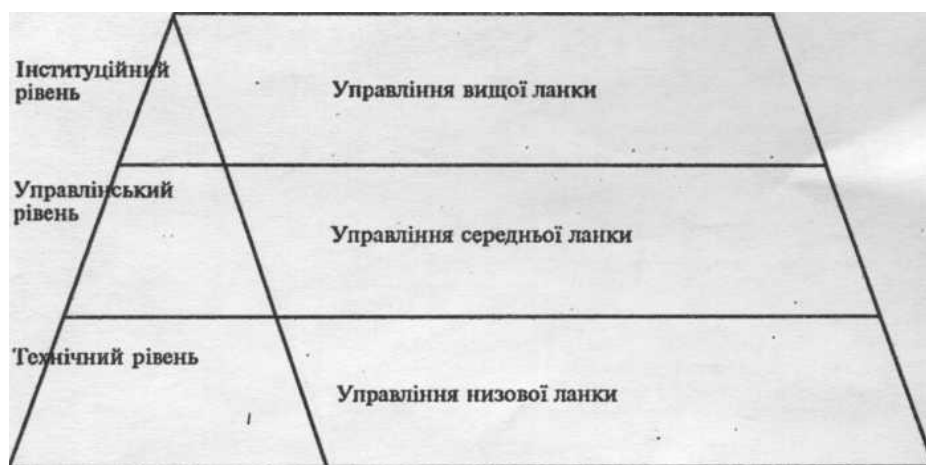 Інституційний
рівень
Управління вищої ланки
Управлінський
рівень
Управління середньої ланки
Технічний рівень
Управління низової ланки